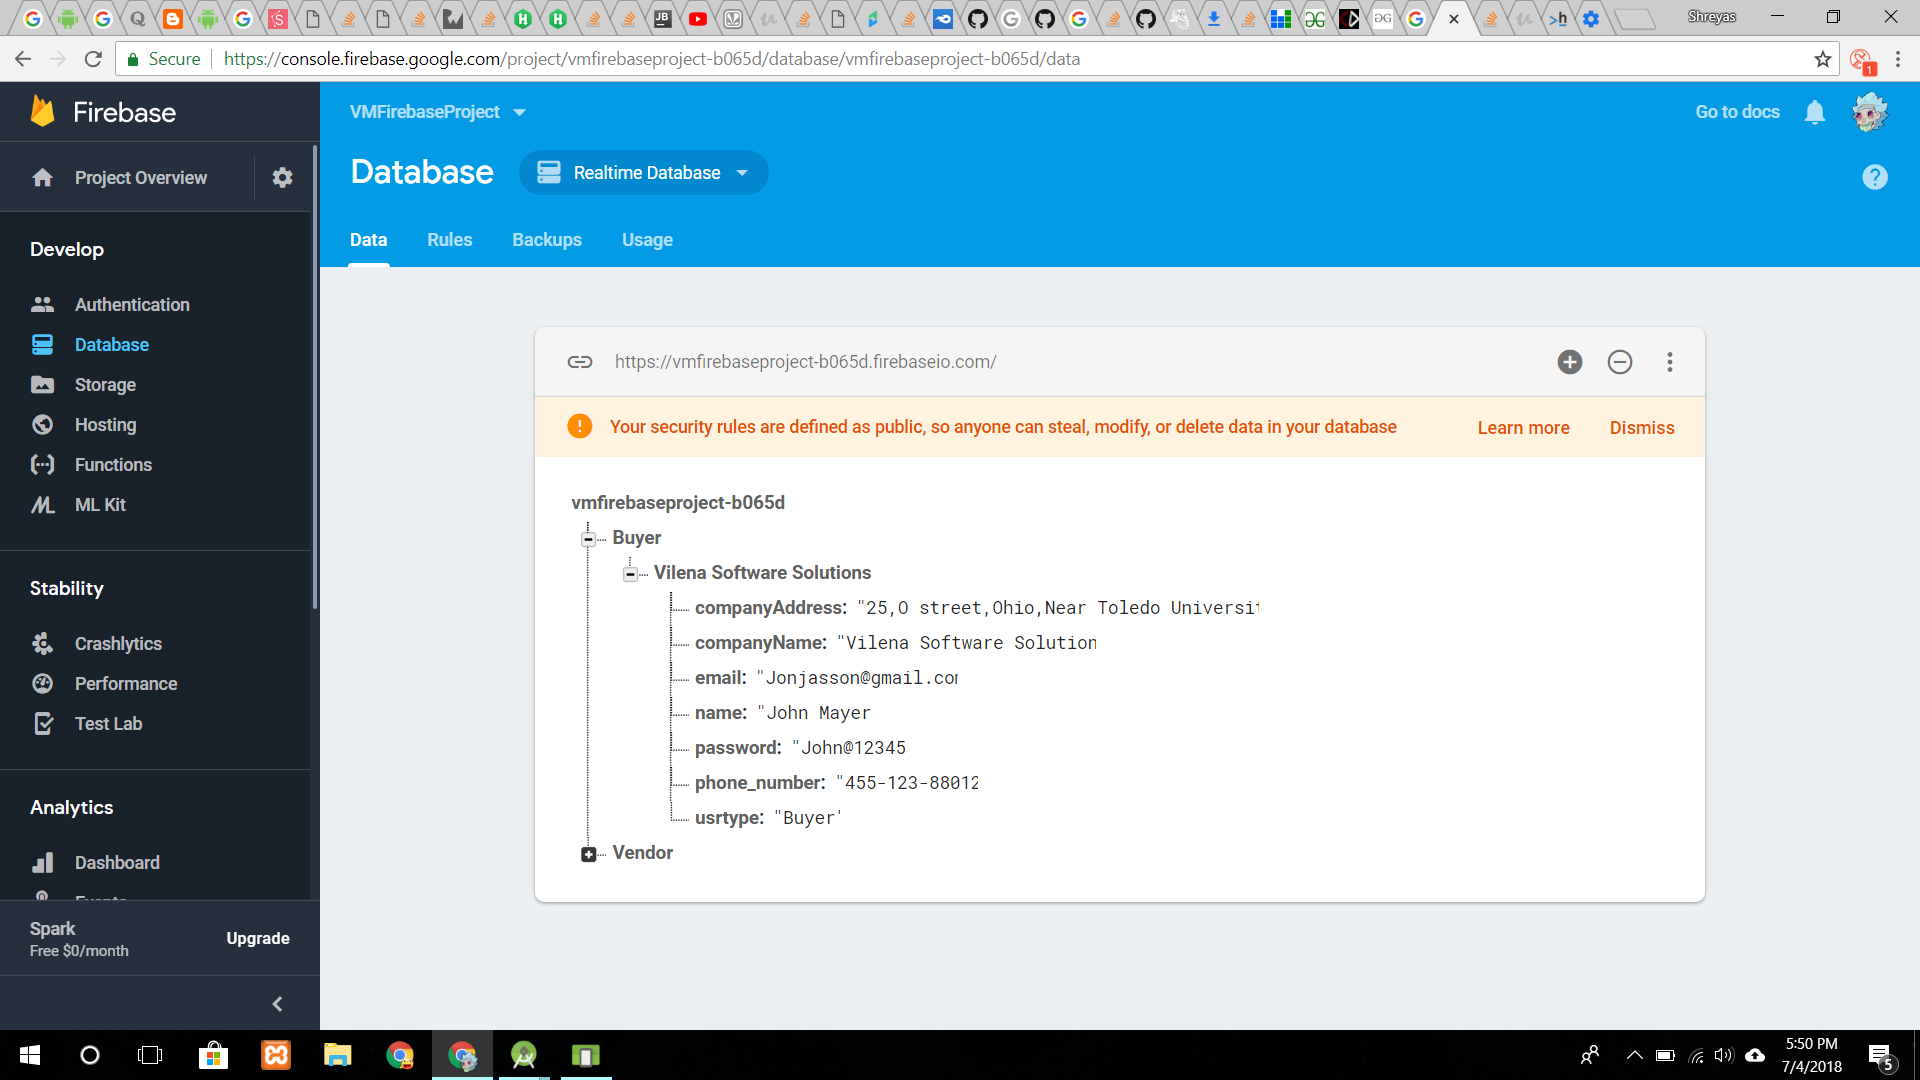 Shreyas
Secure
https://console.firebase.google.com/project/vmfirebaseproject-b065d/database/vmfirebaseproject-b065d/data
1
Firebase
VMFirebaseProject
Go to docs
Project Overview
Database
Realtime Database
?
Data
Rules
Backups
Usage
Develop
Authentication
Database
Storage
Hosting
Functions
ML Kit
Stability
Crashlytics
Performance
Test Lab
Analytics
Dashboard
Spark
Free $0/month
Upgrade
https://vmfirebaseproject-b065d.firebaseio.com/
Your security rules are defined as public, so anyone can steal, modify, or delete data in your database
Learn more
Dismiss
vmfirebaseproject-b065d
Buyer
Vilena Software Solutions
companyAddress: "25,O street,Ohio,Near Toledo Universit
companyName: "Vilena Software Solution
email: "Jonjasson@gmail.com
name: "John Mayer
password: "John@12345
phone_number: "455-123-88012
usrtype: "Buyer'
Vendor
5:50 PM
7/4/2018
5